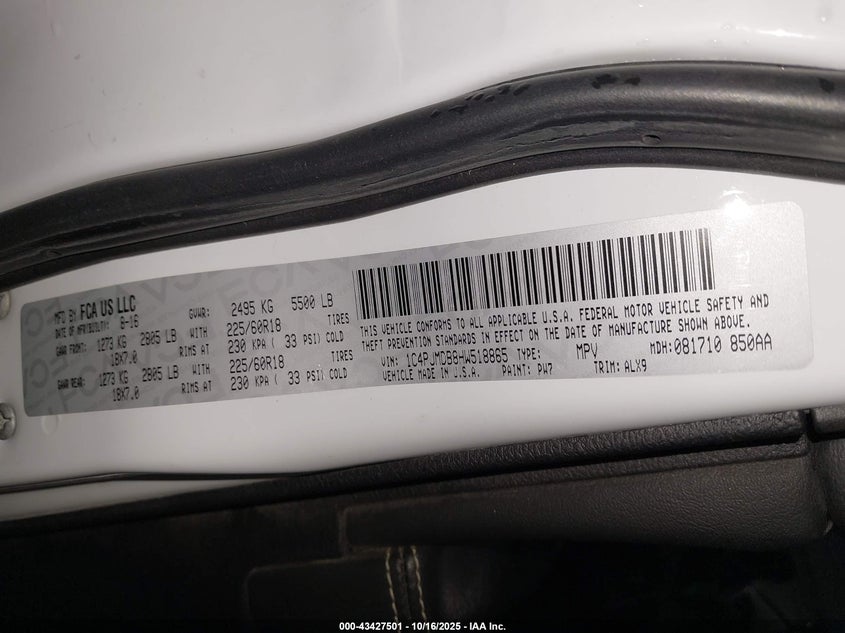 MFD BY FCA US LLC
DATE OF MFR/BUILT: 8-16 GVWR: 2495 KG 5500 LB
GAWR FRONT: 1273 KG 2805 LB WITH 225/60R18 TIRES
18X7.0 RIMS AT 230 KPA ( 33 PSI) COLD
GAWR REAR: 1273 KG 2805 LB WITH 225/60R18 TIRES
18X7.0 RIMS AT 230 KPA ( 33 PSI) COLD
THIS VEHICLE CONFORMS TO ALL APPLICABLE U.S.A. FEDERAL MOTOR VEHICLE SAFETY AND
THEFT PREVENTION STANDARDS IN EFFECT ON THE DATE OF MANUFACTURE SHOWN ABOVE.
VIN: 1C4PJMDB8HW518865 TYPE: MPV MDH: 081710 850AA
VEHICLE MADE IN U.S.A. PAINT: PW7 TRIM: ALX9
000-43427501 - 10/16/2025 - IAA Inc.